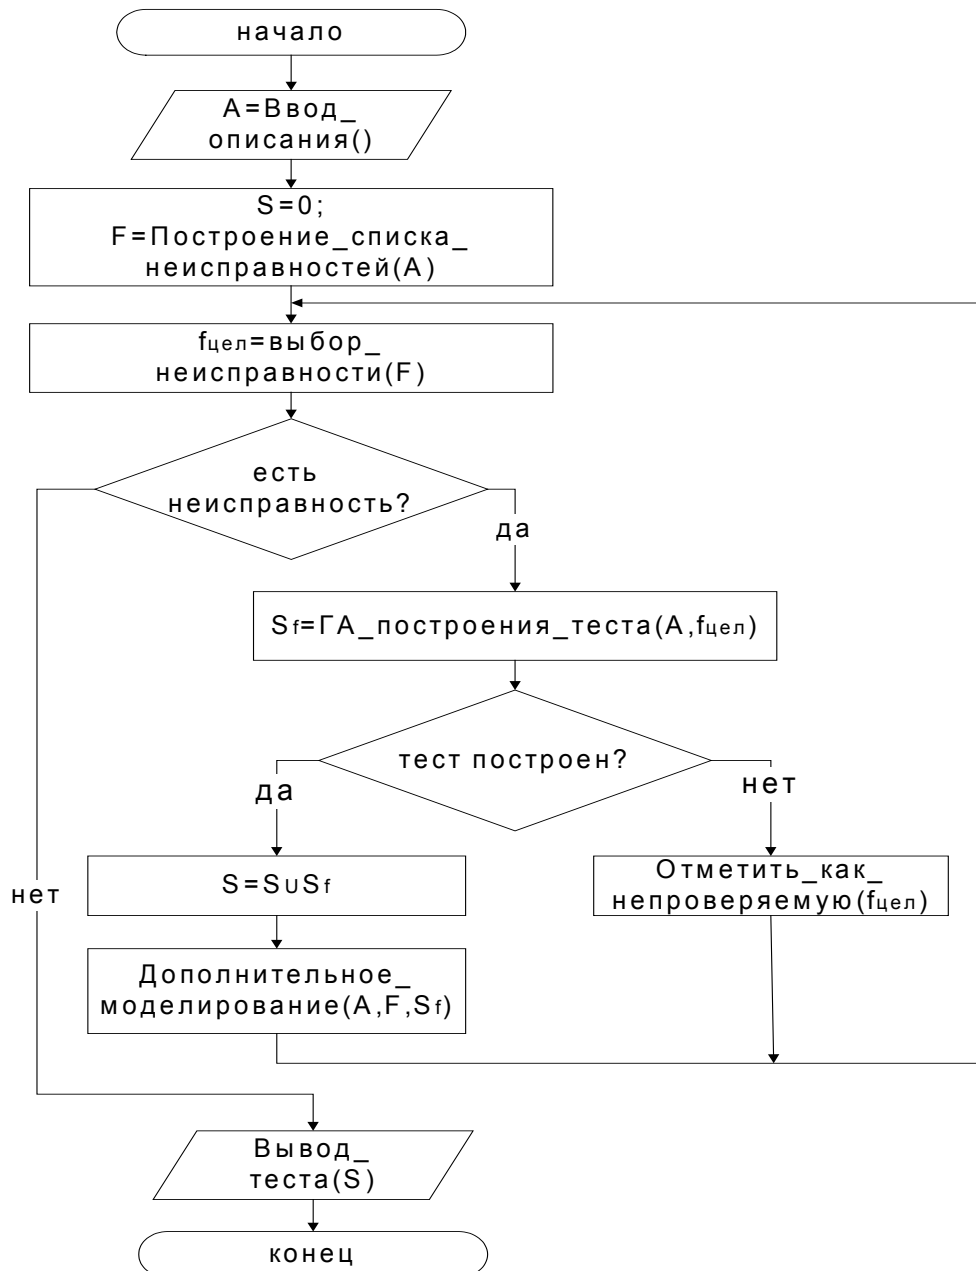 начало
A=Ввод_
описания()
S=0;
F=Построение_списка_
неисправностей(A)
fцел=выбор_
неисправности(F)
есть
неисправность?
да
Sf=ГА_построения_теста(A,fцел)
тест построен?
да
нет
нет
S=S∪Sf
Отметить_как_
непроверяемую(fцел)
Дополнительное_
моделирование(A,F,Sf)
Вывод_
теста(S)
конец